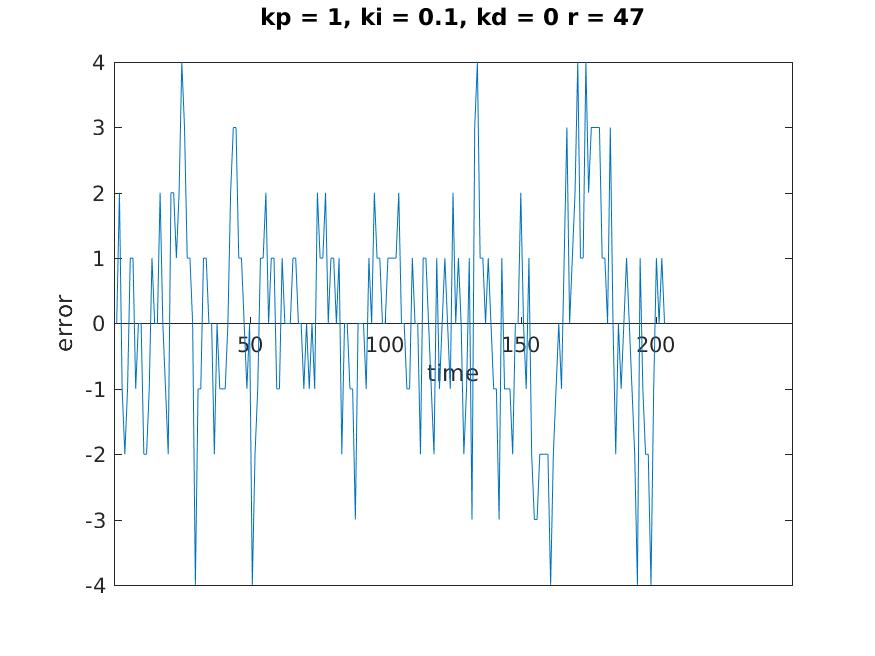 kp = 1, ki = 0.1, kd = 0 r = 47
4
3
2
1
0
-1
-2
-3
-4
error
50 100 150 200
time